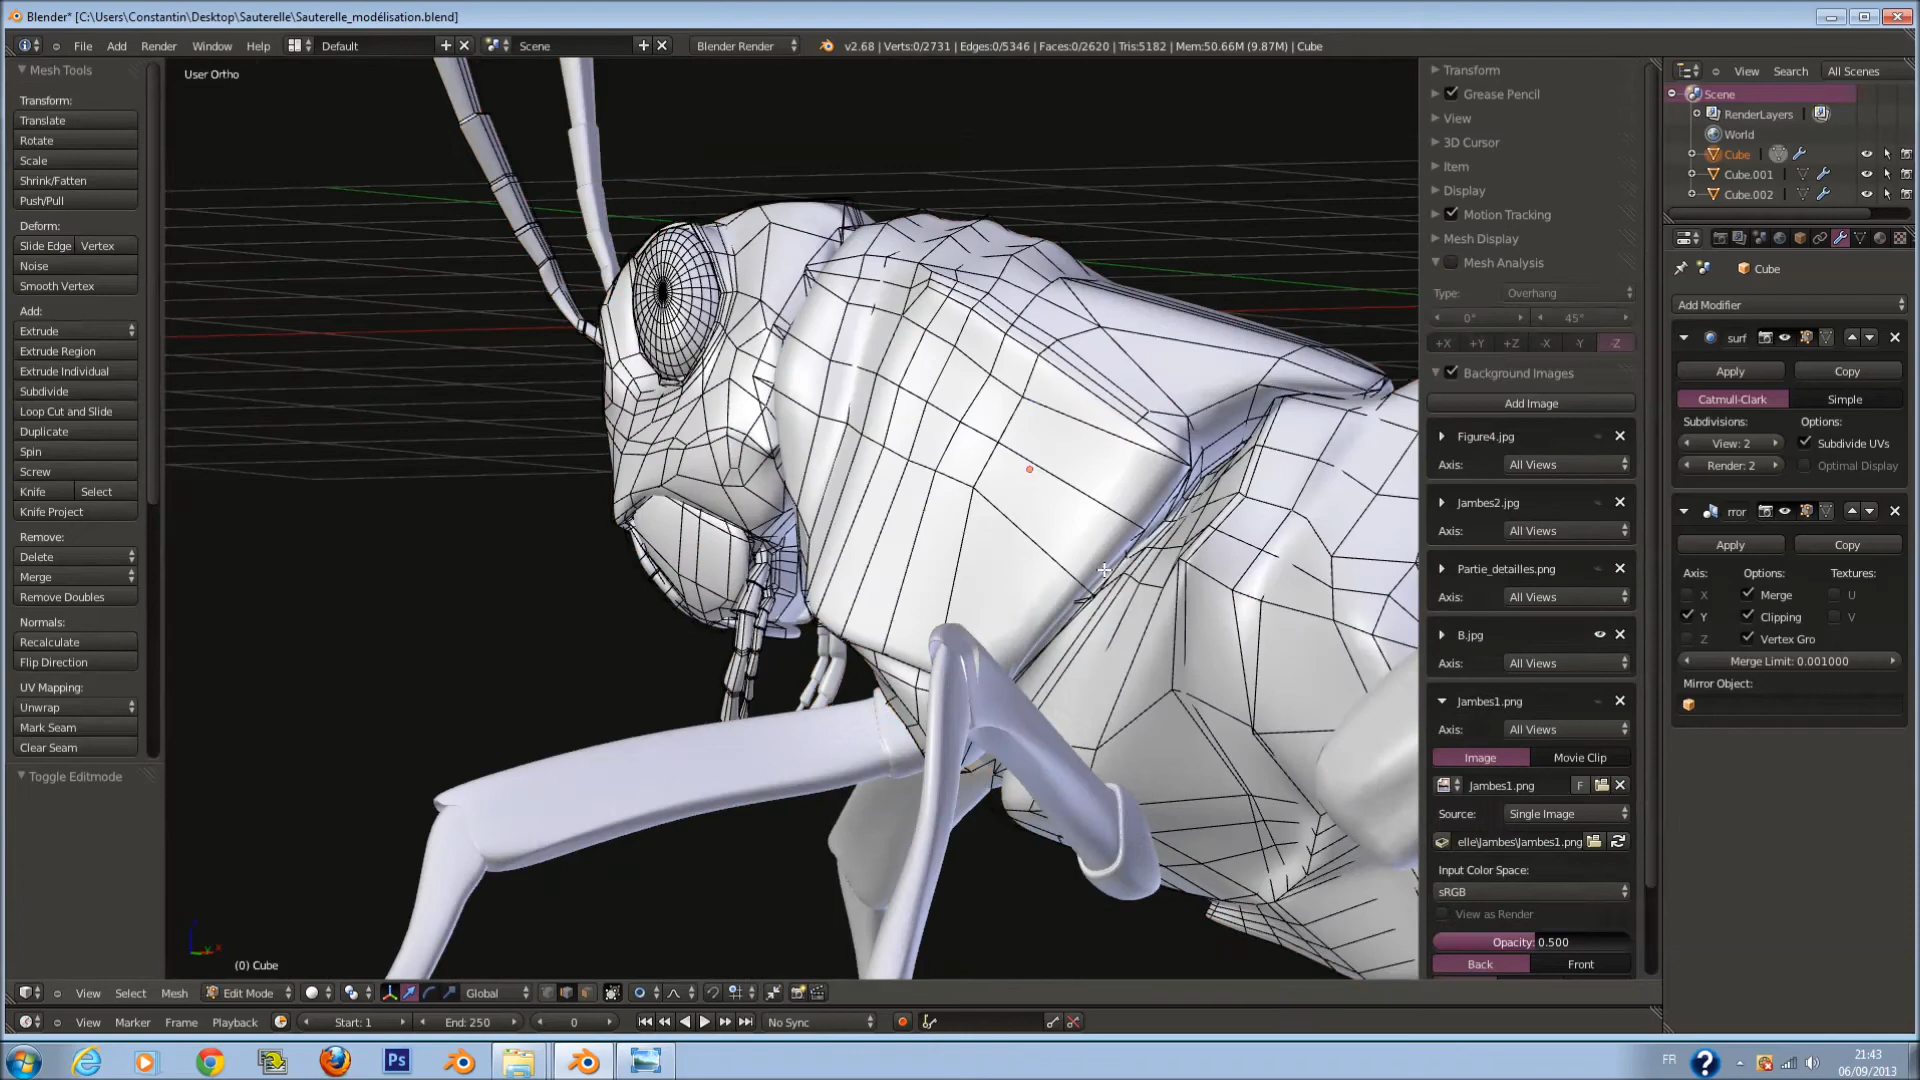 Blender* [C:\Users\Constantin\Desktop\Sauterelle\Sauterelle_modélisation.blend]
File Add Render Window Help Default Scene Blender Render v2.68 | Verts:0/2731 | Edges:0/5346 | Faces:0/2620 | Tris:5182 | Mem:50.66M (9.87M) | Cube
Mesh Tools
Transform:
Translate
Rotate
Scale
Shrink/Fatten
Push/Pull
Deform:
Slide Edge Vertex
Noise
Smooth Vertex
Add:
Extrude
Extrude Region
Extrude Individual
Subdivide
Loop Cut and Slide
Duplicate
Spin
Screw
Knife Select
Knife Project
Remove:
Delete
Merge
Remove Doubles
Normals:
Recalculate
Flip Direction
UV Mapping:
Unwrap
Mark Seam
Clear Seam
Toggle Editmode
User Ortho
(0) Cube
Transform
Grease Pencil
View
3D Cursor
Item
Display
Motion Tracking
Mesh Display
Mesh Analysis
Type: Overhang
0° 45°
+X +Y +Z -X -Y -Z
Background Images
Add Image
Figure4.jpg
Axis: All Views
Jambes2.jpg
Axis: All Views
Partie_detailles.png
Axis: All Views
B.jpg
Axis: All Views
Jambes1.png
Axis: All Views
Image Movie Clip
Jambes1.png F
Source: Single Image
elle\Jambes\Jambes1.png
Input Color Space:
sRGB
View as Render
Opacity: 0.500
Back Front
View Search All Scenes
Scene
RenderLayers
World
Cube
Cube.001
Cube.002
Cube
Add Modifier
surf
Apply Copy
Catmull-Clark Simple
Subdivisions: Options:
View: 2 Subdivide UVs
Render: 2 Optimal Display
rror
Apply Copy
Axis: Options: Textures:
X Merge U
Y Clipping V
Z Vertex Gro
Merge Limit: 0.001000
Mirror Object:
View Select Mesh Edit Mode Global
View Marker Frame Playback Start: 1 End: 250 0 No Sync
Ps
FR
21:43
06/09/2013